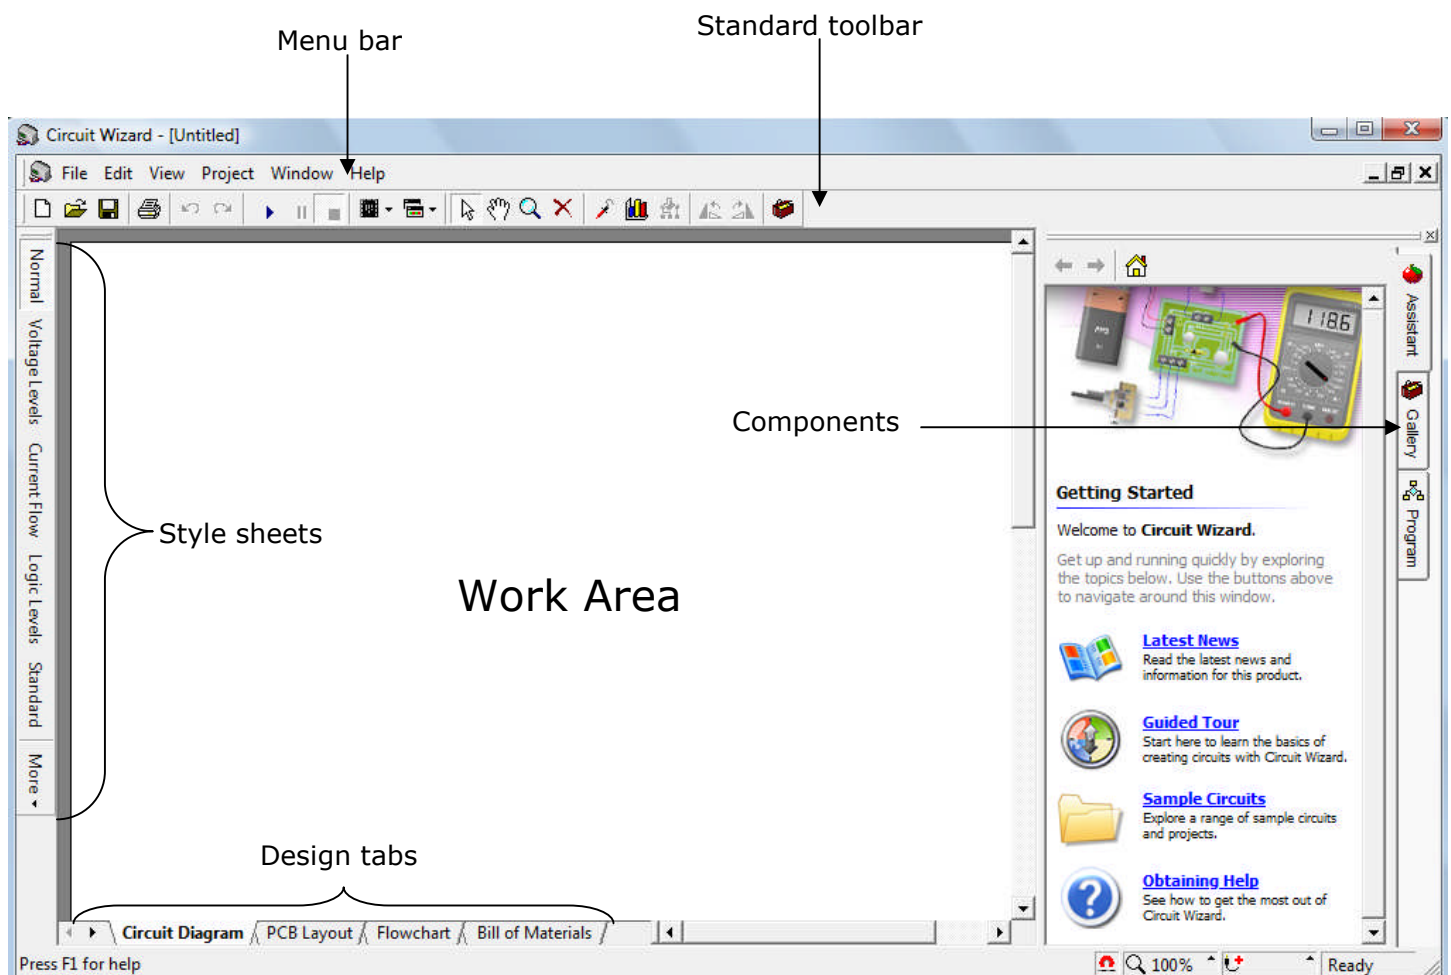 Menu bar
Standard toolbar
Circuit Wizard - [Untitled]
File Edit View Project Window Help
Normal
Voltage Levels
Current Flow
Logic Levels
Standard
More
Style sheets
Work Area
Components
Design tabs
Circuit Diagram
PCB Layout
Flowchart
Bill of Materials
1186
Getting Started
Welcome to Circuit Wizard.
Get up and running quickly by exploring
the topics below. Use the buttons above
to navigate around this window.
Latest News
Read the latest news and
information for this product.
Guided Tour
Start here to learn the basics of
creating circuits with Circuit Wizard.
Sample Circuits
Explore a range of sample circuits
and projects.
Obtaining Help
See how to get the most out of
Circuit Wizard.
Assistant
Gallery
Program
Press F1 for help
100%
Ready